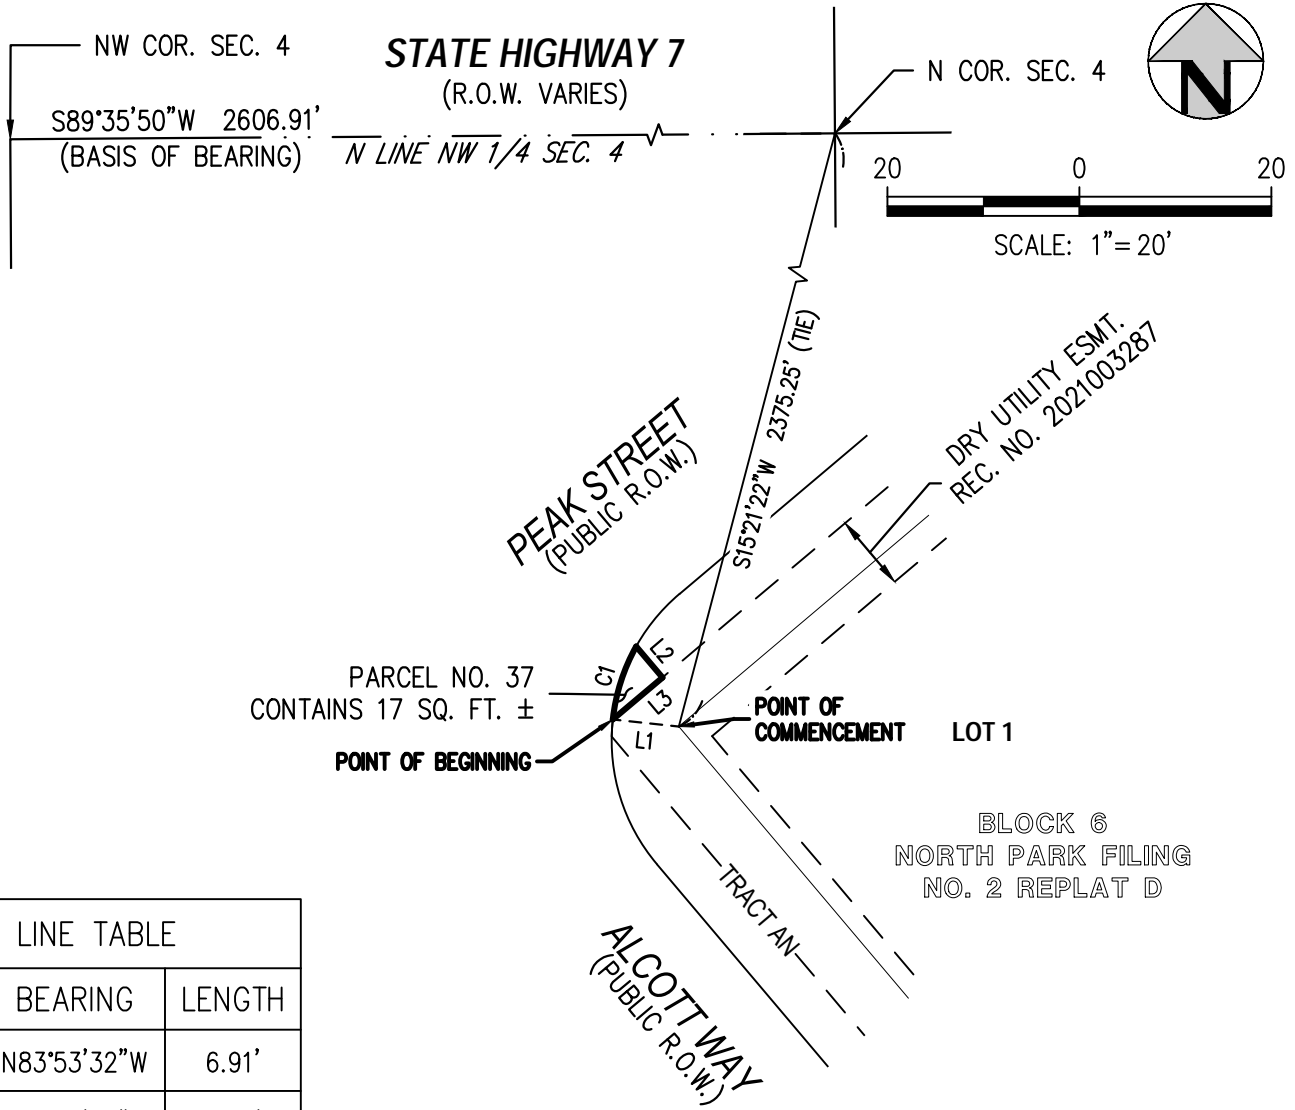 NW COR. SEC. 4
STATE HIGHWAY 7
(R.O.W. VARIES)
N COR. SEC. 4
N
S89°35'50"W 2606.91'
(BASIS OF BEARING)
N LINE NW 1/4 SEC. 4
20 0 20
SCALE: 1"=20'
S15°21'22"W 2375.25' (TIE)
DRY UTILITY ESMT.
REC. NO. 2021003287
PEAK STREET
(PUBLIC R.O.W.)
C1
L2
L3
L1
PARCEL NO. 37
CONTAINS 17 SQ. FT. ±
POINT OF BEGINNING
POINT OF
COMMENCEMENT
LOT 1
BLOCK 6
NORTH PARK FILING
NO. 2 REPLAT D
TRACT AN
ALCOTT WAY
(PUBLIC R.O.W.)
LINE TABLE
BEARING LENGTH
N83°53'32"W 6.91'